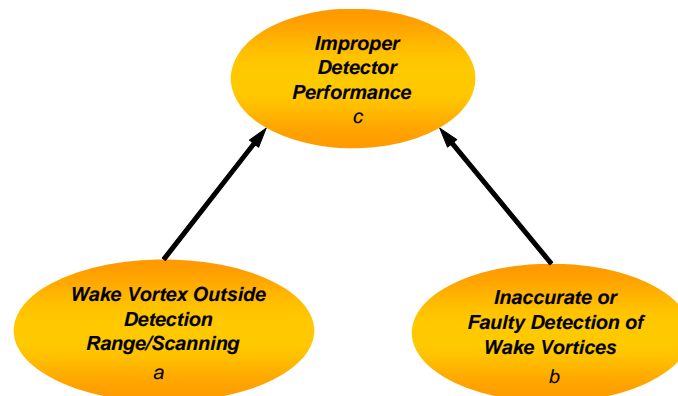 Improper
Detector
Performance
c
Wake Vortex Outside
Detection
Range/Scanning
a
Inaccurate or
Faulty Detection of
Wake Vortices
b